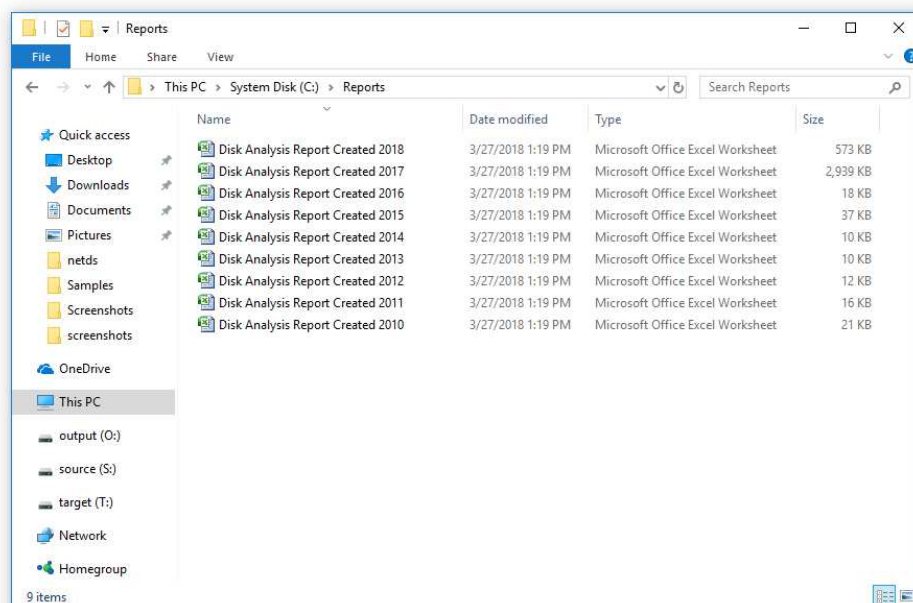 Reports
File Home Share View
This PC > System Disk (C:) > Reports Search Reports
Name Date modified Type Size
Quick access
Desktop
Downloads
Documents
Pictures
netds
Samples
Screenshots
screenshots
OneDrive
This PC
output (O:)
source (S:)
target (T:)
Network
Homegroup
Disk Analysis Report Created 2018 3/27/2018 1:19 PM Microsoft Office Excel Worksheet 573 KB
Disk Analysis Report Created 2017 3/27/2018 1:19 PM Microsoft Office Excel Worksheet 2,939 KB
Disk Analysis Report Created 2016 3/27/2018 1:19 PM Microsoft Office Excel Worksheet 18 KB
Disk Analysis Report Created 2015 3/27/2018 1:19 PM Microsoft Office Excel Worksheet 37 KB
Disk Analysis Report Created 2014 3/27/2018 1:19 PM Microsoft Office Excel Worksheet 10 KB
Disk Analysis Report Created 2013 3/27/2018 1:19 PM Microsoft Office Excel Worksheet 10 KB
Disk Analysis Report Created 2012 3/27/2018 1:19 PM Microsoft Office Excel Worksheet 12 KB
Disk Analysis Report Created 2011 3/27/2018 1:19 PM Microsoft Office Excel Worksheet 16 KB
Disk Analysis Report Created 2010 3/27/2018 1:19 PM Microsoft Office Excel Worksheet 21 KB
9 items